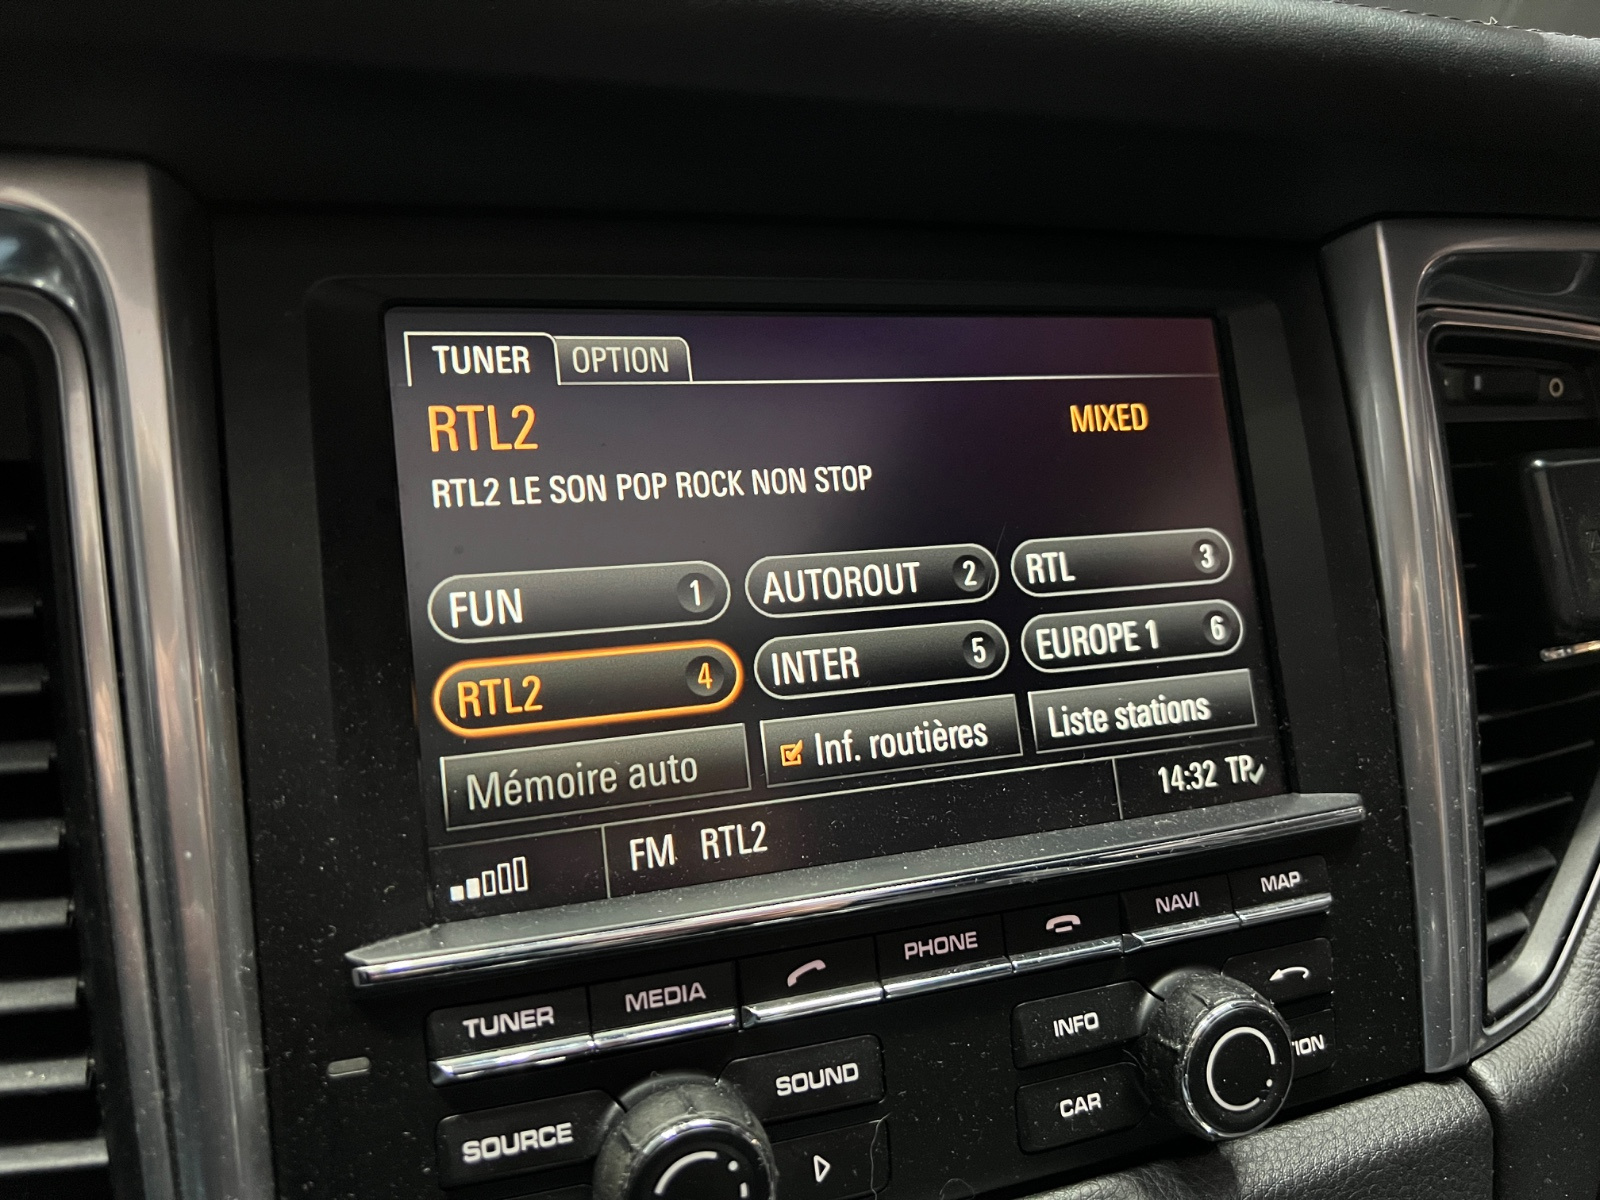 TUNER OPTION
RTL2 MIXED
RTL2 LE SON POP ROCK NON STOP
FUN 1 AUTOROUT 2 RTL 3
RTL2 4 INTER 5 EUROPE 1 6
Mémoire auto Inf. routières Liste stations
FM RTL2 14:32 TP
TUNER MEDIA PHONE NAVI MAP
SOURCE SOUND INFO
CAR